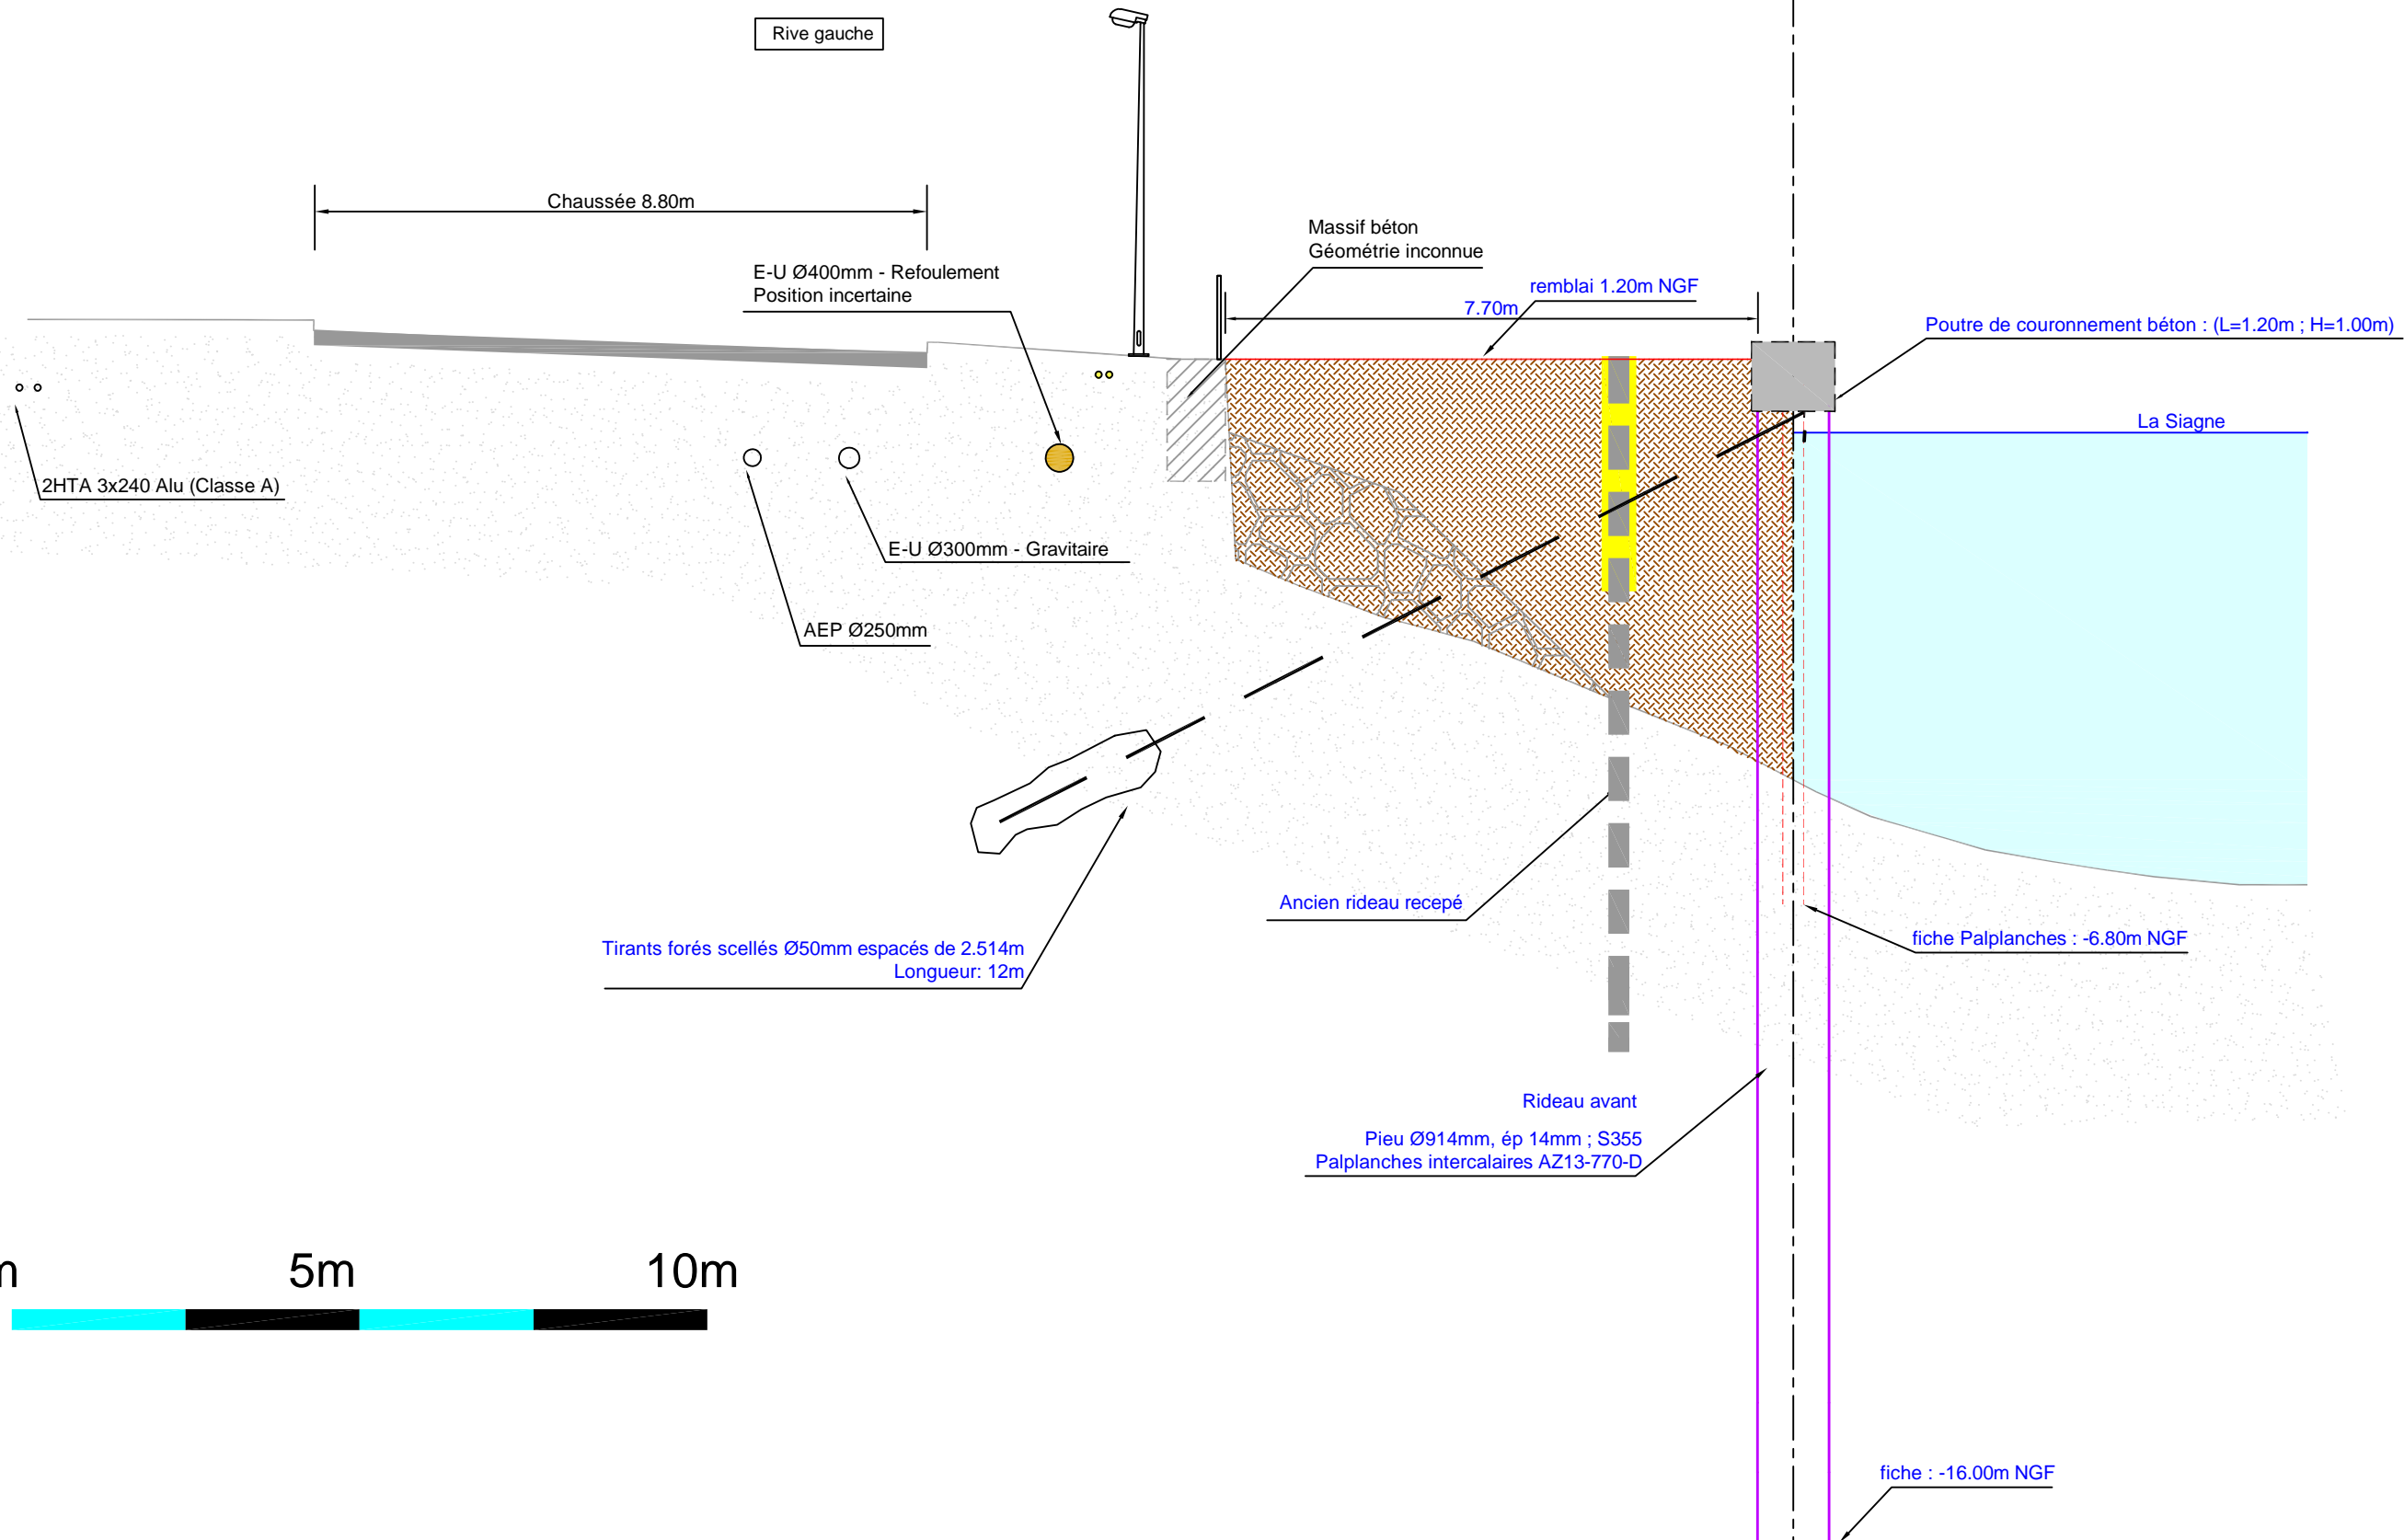 Rive gauche
Chaussée 8.80m
Massif béton
Géométrie inconnue
E-U Ø400mm - Refoulement
Position incertaine
remblai 1.20m NGF
7.70m
Poutre de couronnement béton : (L=1.20m ; H=1.00m)
La Siagne
2HTA 3x240 Alu (Classe A)
E-U Ø300mm - Gravitaire
AEP Ø250mm
Ancien rideau recepé
Tirants forés scellés Ø50mm espacés de 2.514m
Longueur: 12m
fiche Palplanches : -6.80m NGF
Rideau avant
Pieu Ø914mm, ép 14mm ; S355
Palplanches intercalaires AZ13-770-D
m 5m 10m
fiche : -16.00m NGF